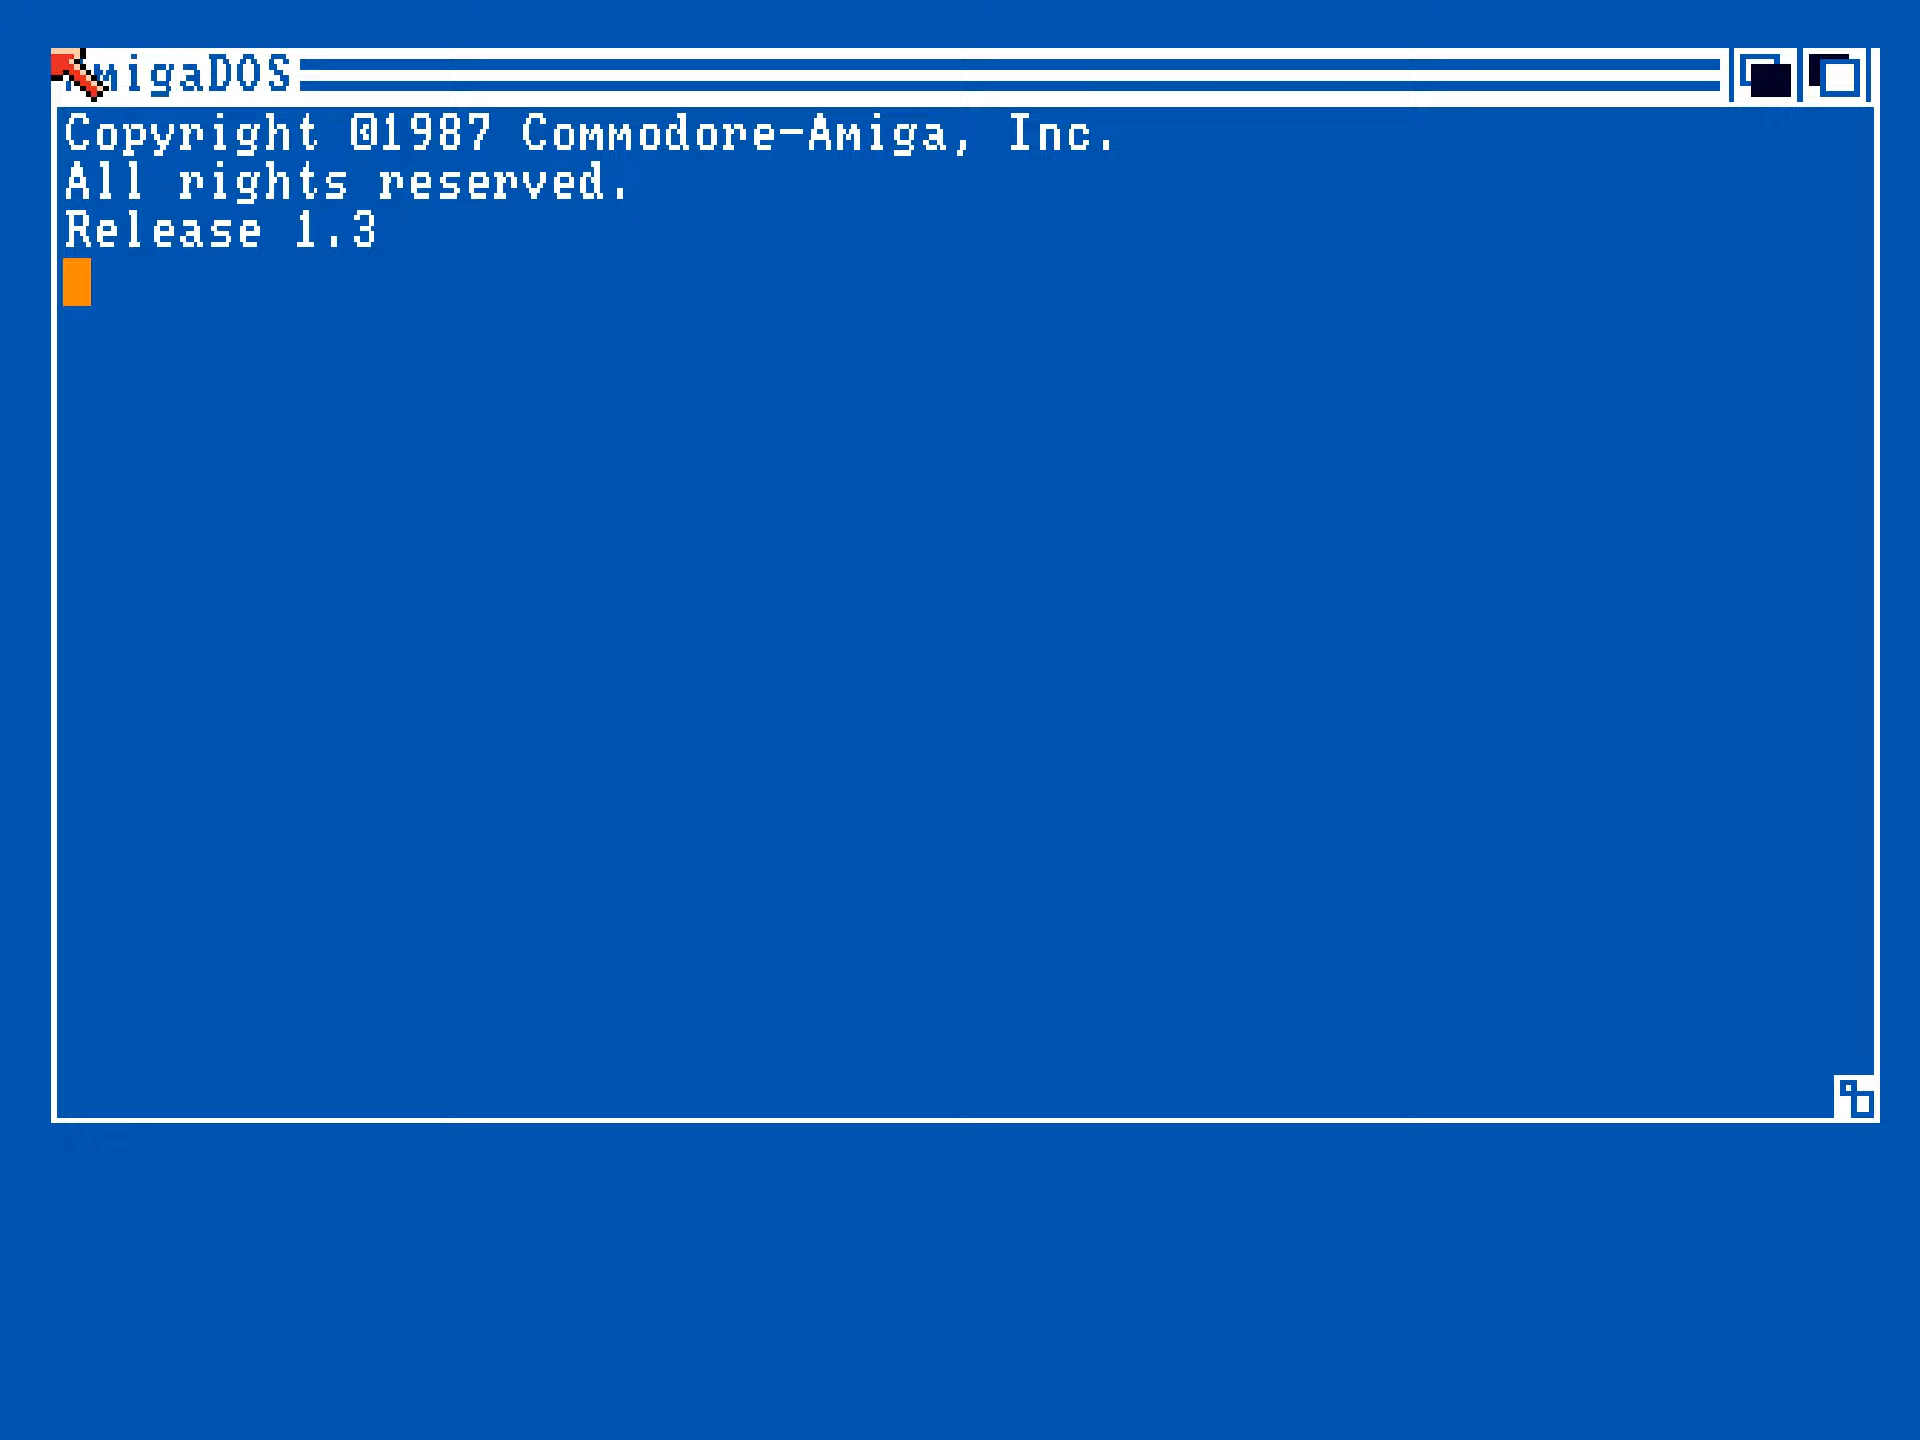 AmigaDOS
Copyright @1987 Commodore-Amiga, Inc.
All rights reserved.
Release 1.3